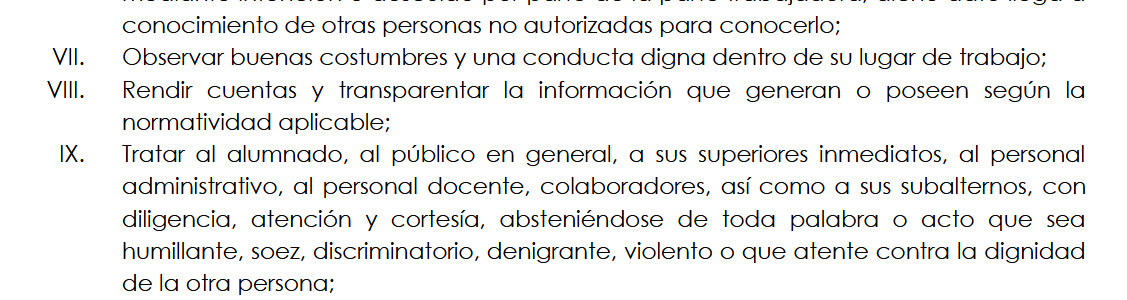 conocimiento de otras personas no autorizadas para conocerlo;
VII. Observar buenas costumbres y una conducta digna dentro de su lugar de trabajo;
VIII. Rendir cuentas y transparentar la información que generan o poseen según la
normatividad aplicable;
IX. Tratar al alumnado, al público en general, a sus superiores inmediatos, al personal
administrativo, al personal docente, colaboradores, así como a sus subalternos, con
diligencia, atención y cortesía, absteniéndose de toda palabra o acto que sea
humillante, soez, discriminatorio, denigrante, violento o que atente contra la dignidad
de la otra persona;